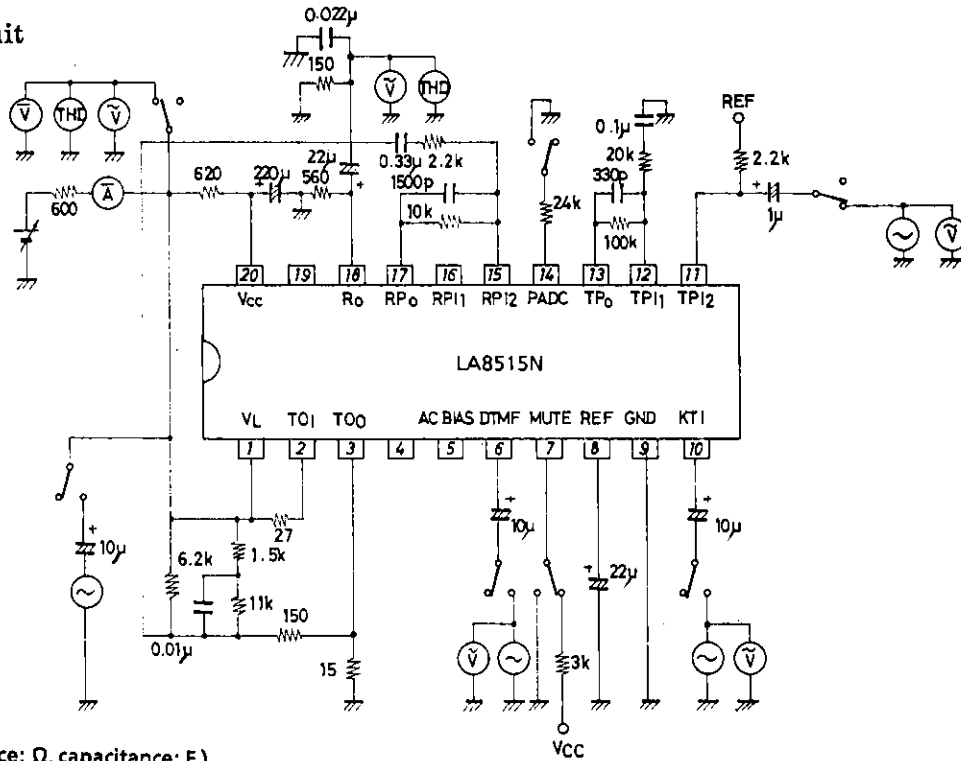 uit
0.022μ
150
V
THD
Ṽ
Ṽ
THD
REF
0.1μ
22μ
0.33μ
2.2k
20k
2.2k
620
220μ
560
1500p
330p
600
A
10k
24k
100k
1μ
Ṽ
20
19
18
17
16
15
14
13
12
11
VCC
RO
RPO
RPI1
RPI2
PADC
TPO
TPI1
TPI2
LA8515N
VL
TOI
TOO
AC BIAS
DTMF
MUTE
REF
GND
KTI
1
2
3
4
5
6
7
8
9
10
10μ
6.2k
27
1.5k
11k
150
0.01μ
15
10μ
22μ
10μ
3k
Ṽ
Ṽ
VCC
ce: Ω, capacitance: F)